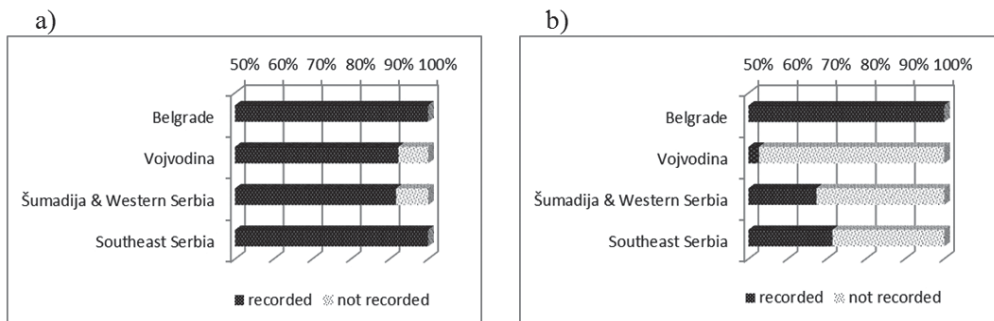 a)
50% 60% 70% 80% 90% 100%
Belgrade
Vojvodina
Šumadija & Western Serbia
Southeast Serbia
recorded not recorded
b)
50% 60% 70% 80% 90% 100%
Belgrade
Vojvodina
Šumadija & Western Serbia
Southeast Serbia
recorded not recorded